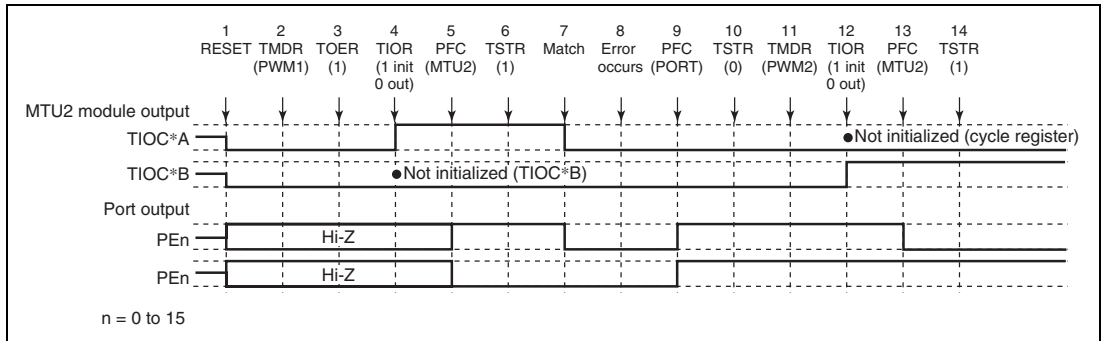 1 2 3 4 5 6 7 8 9 10 11 12 13 14
RESET TMDR TOER TIOR PFC TSTR Match Error PFC TSTR TMDR TIOR PFC TSTR
(PWM1) (1) (1 init (MTU2) (1) occurs (PORT) (0) (PWM2) (1 init (MTU2) (1)
0 out) 0 out)
MTU2 module output
TIOC*A ●Not initialized (cycle register)
TIOC*B ●Not initialized (TIOC*B)
Port output
PEn Hi-Z
PEn Hi-Z
n = 0 to 15